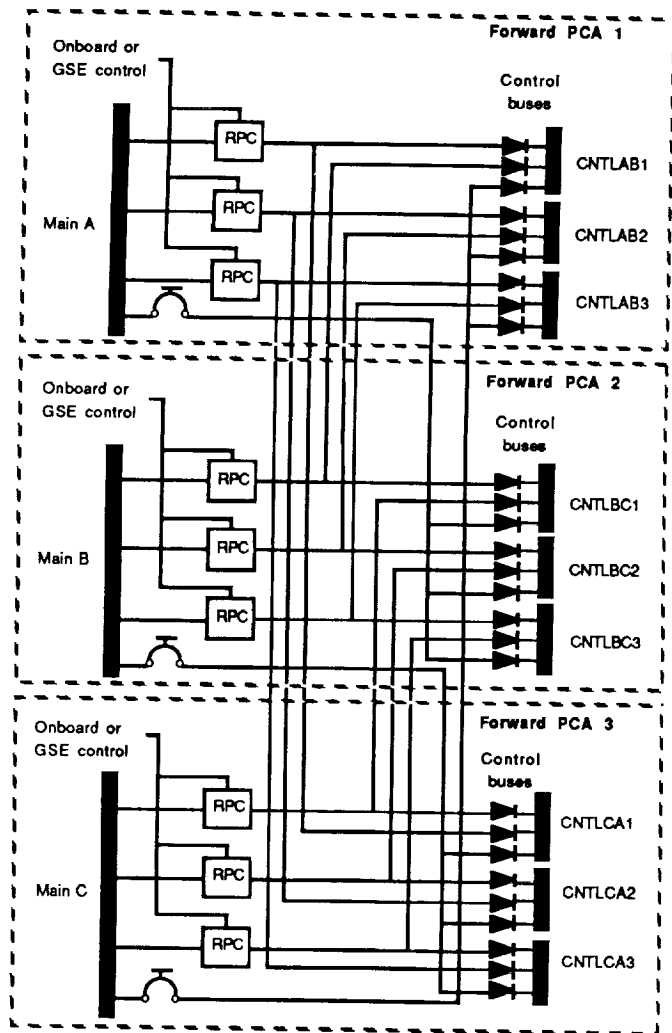 Forward PCA 1
Onboard or
GSE control
Control
buses
RPC
CNTLAB1
RPC
Main A
CNTLAB2
RPC
CNTLAB3
Forward PCA 2
Onboard or
GSE control
Control
buses
RPC
CNTLBC1
RPC
Main B
CNTLBC2
RPC
CNTLBC3
Forward PCA 3
Onboard or
GSE control
Control
buses
RPC
CNTLCA1
RPC
Main C
CNTLCA2
RPC
CNTLCA3